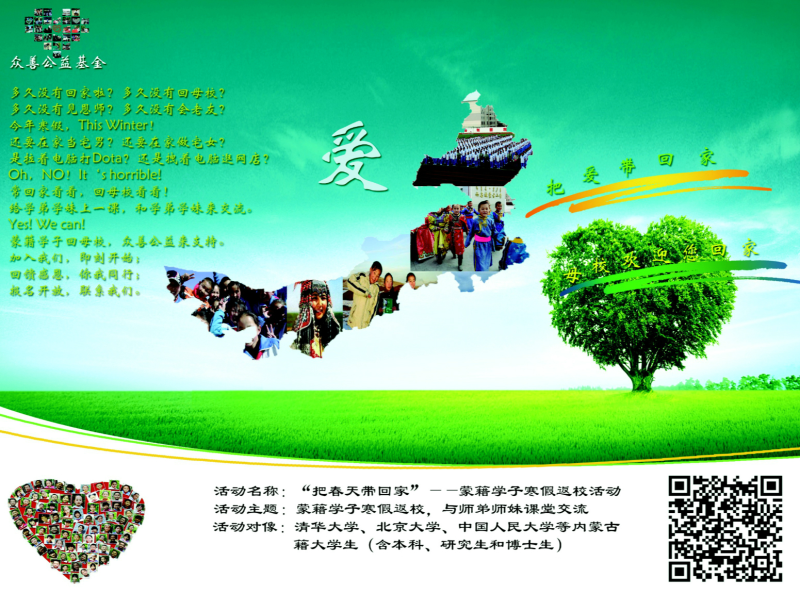 众善公益基金
多久没有回家啦？多久没有回母校？
多久没有见恩师？多久没有会老友？
今年寒假，This Winter！
还要在家当宅男？还要在家做宅女？
是拉着电脑打Dota？还是拽着电脑逛网店？
Oh，NO！It‘s horrible!
常回家看看，回母校看看！
给学弟学妹上一课，和学弟学妹来交流。
Yes! We can!
蒙籍学子回母校，众善公益来支持。
加入我们，即刻开始；
回馈感恩，你我同行；
报名开放，联系我们。
爱
把爱带回家
母校欢迎您回家
活动名称：“把春天带回家”－－蒙籍学子寒假返校活动
活动主题：蒙籍学子寒假返校，与师弟师妹课堂交流
活动对像：清华大学、北京大学、中国人民大学等内蒙古
籍大学生（含本科、研究生和博士生）